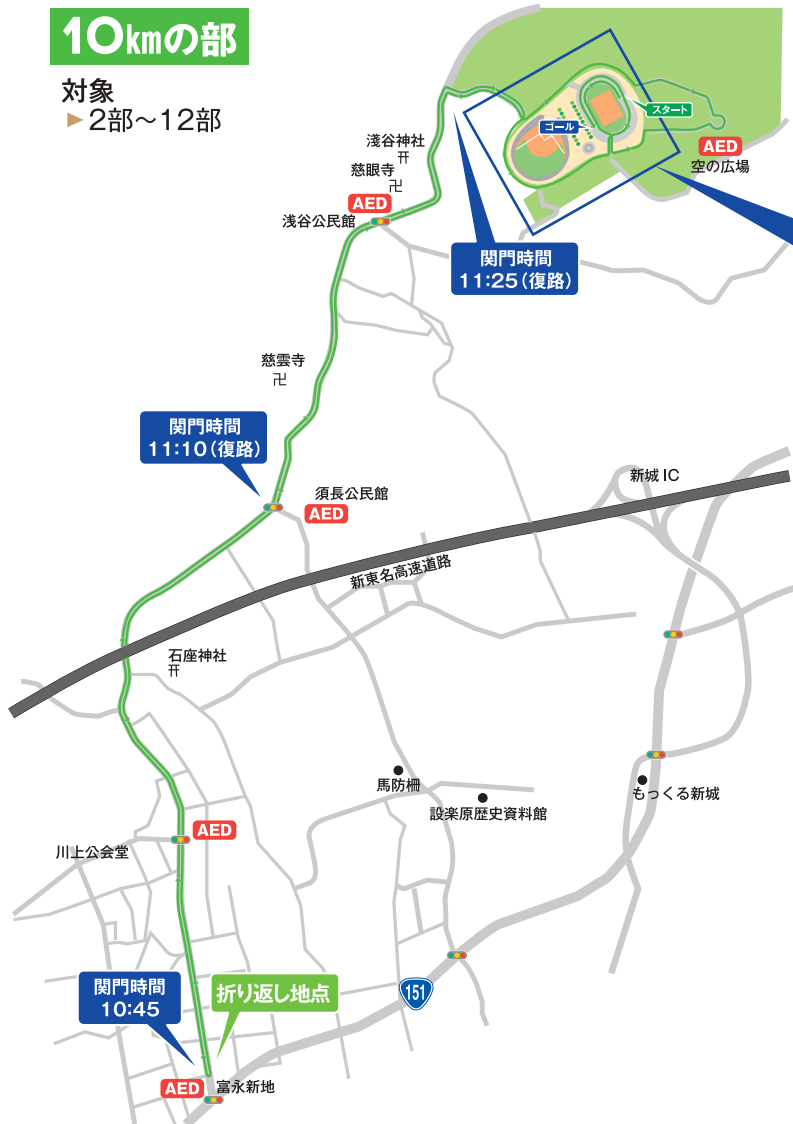 10kmの部
対象
2部～12部
スタート
ゴール
AED
空の広場
浅谷神社
慈眼寺
AED
浅谷公民館
関門時間
11:25(復路)
慈雲寺
関門時間
11:10(復路)
須長公民館
AED
新城 IC
新東名高速道路
石座神社
馬防柵
設楽原歴史資料館
もっくる新城
AED
川上公会堂
関門時間
10:45
折り返し地点
151
AED
富永新地